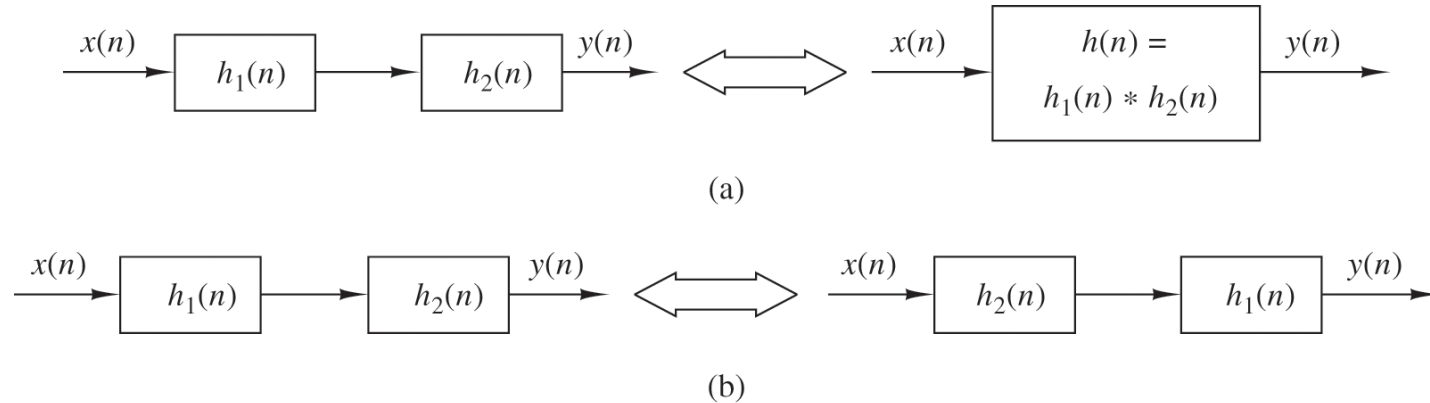 x(n) h₁(n) h₂(n) y(n) x(n) h(n) = y(n)
h₁(n) * h₂(n)
(a)
x(n) h₁(n) h₂(n) y(n) x(n) h₂(n) h₁(n) y(n)
(b)